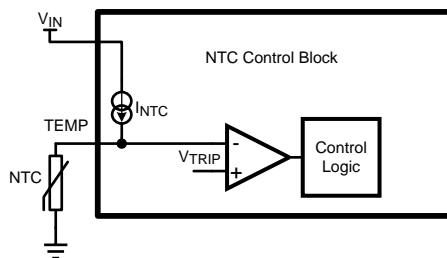 VIN
NTC Control Block
INTC
TEMP
-
VTRIP
+
Control
Logic
NTC